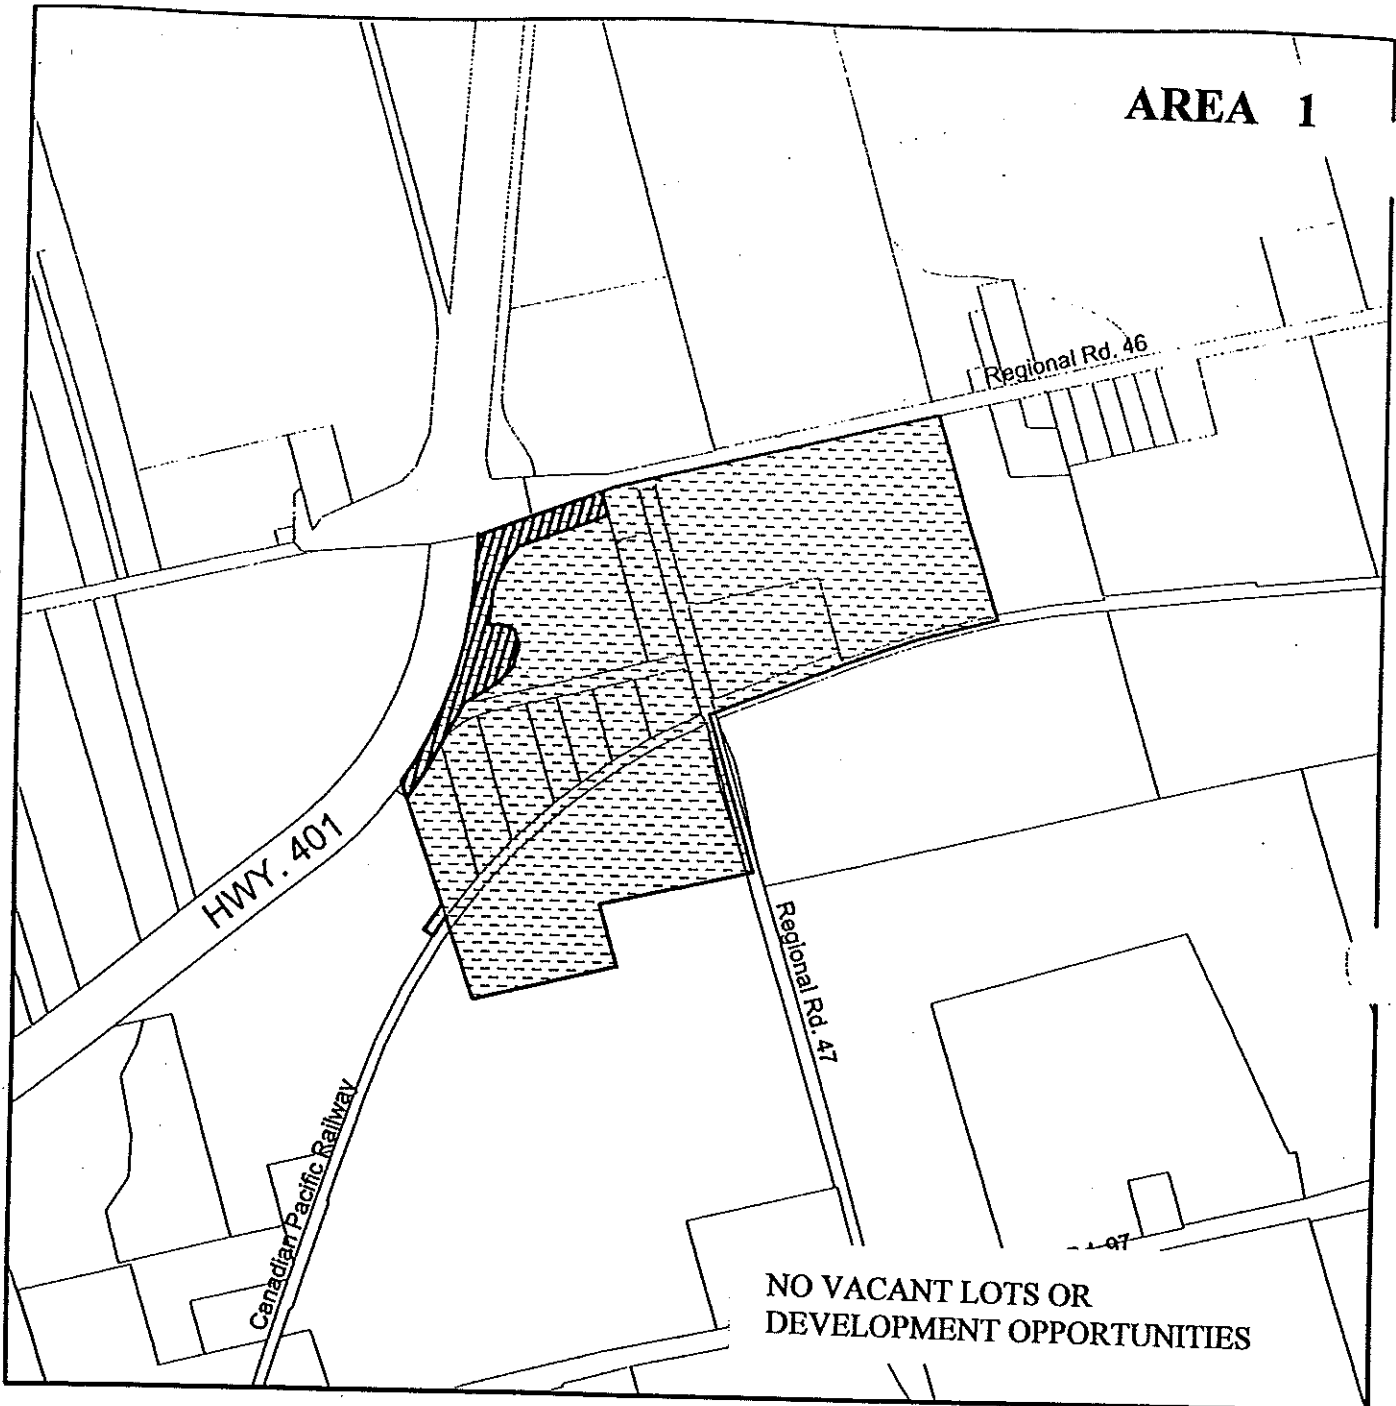 AREA 1
Regional Rd. 46
HWY. 401
Regional Rd. 47
Canadian Pacific Railway
97
NO VACANT LOTS OR
DEVELOPMENT OPPORTUNITIES